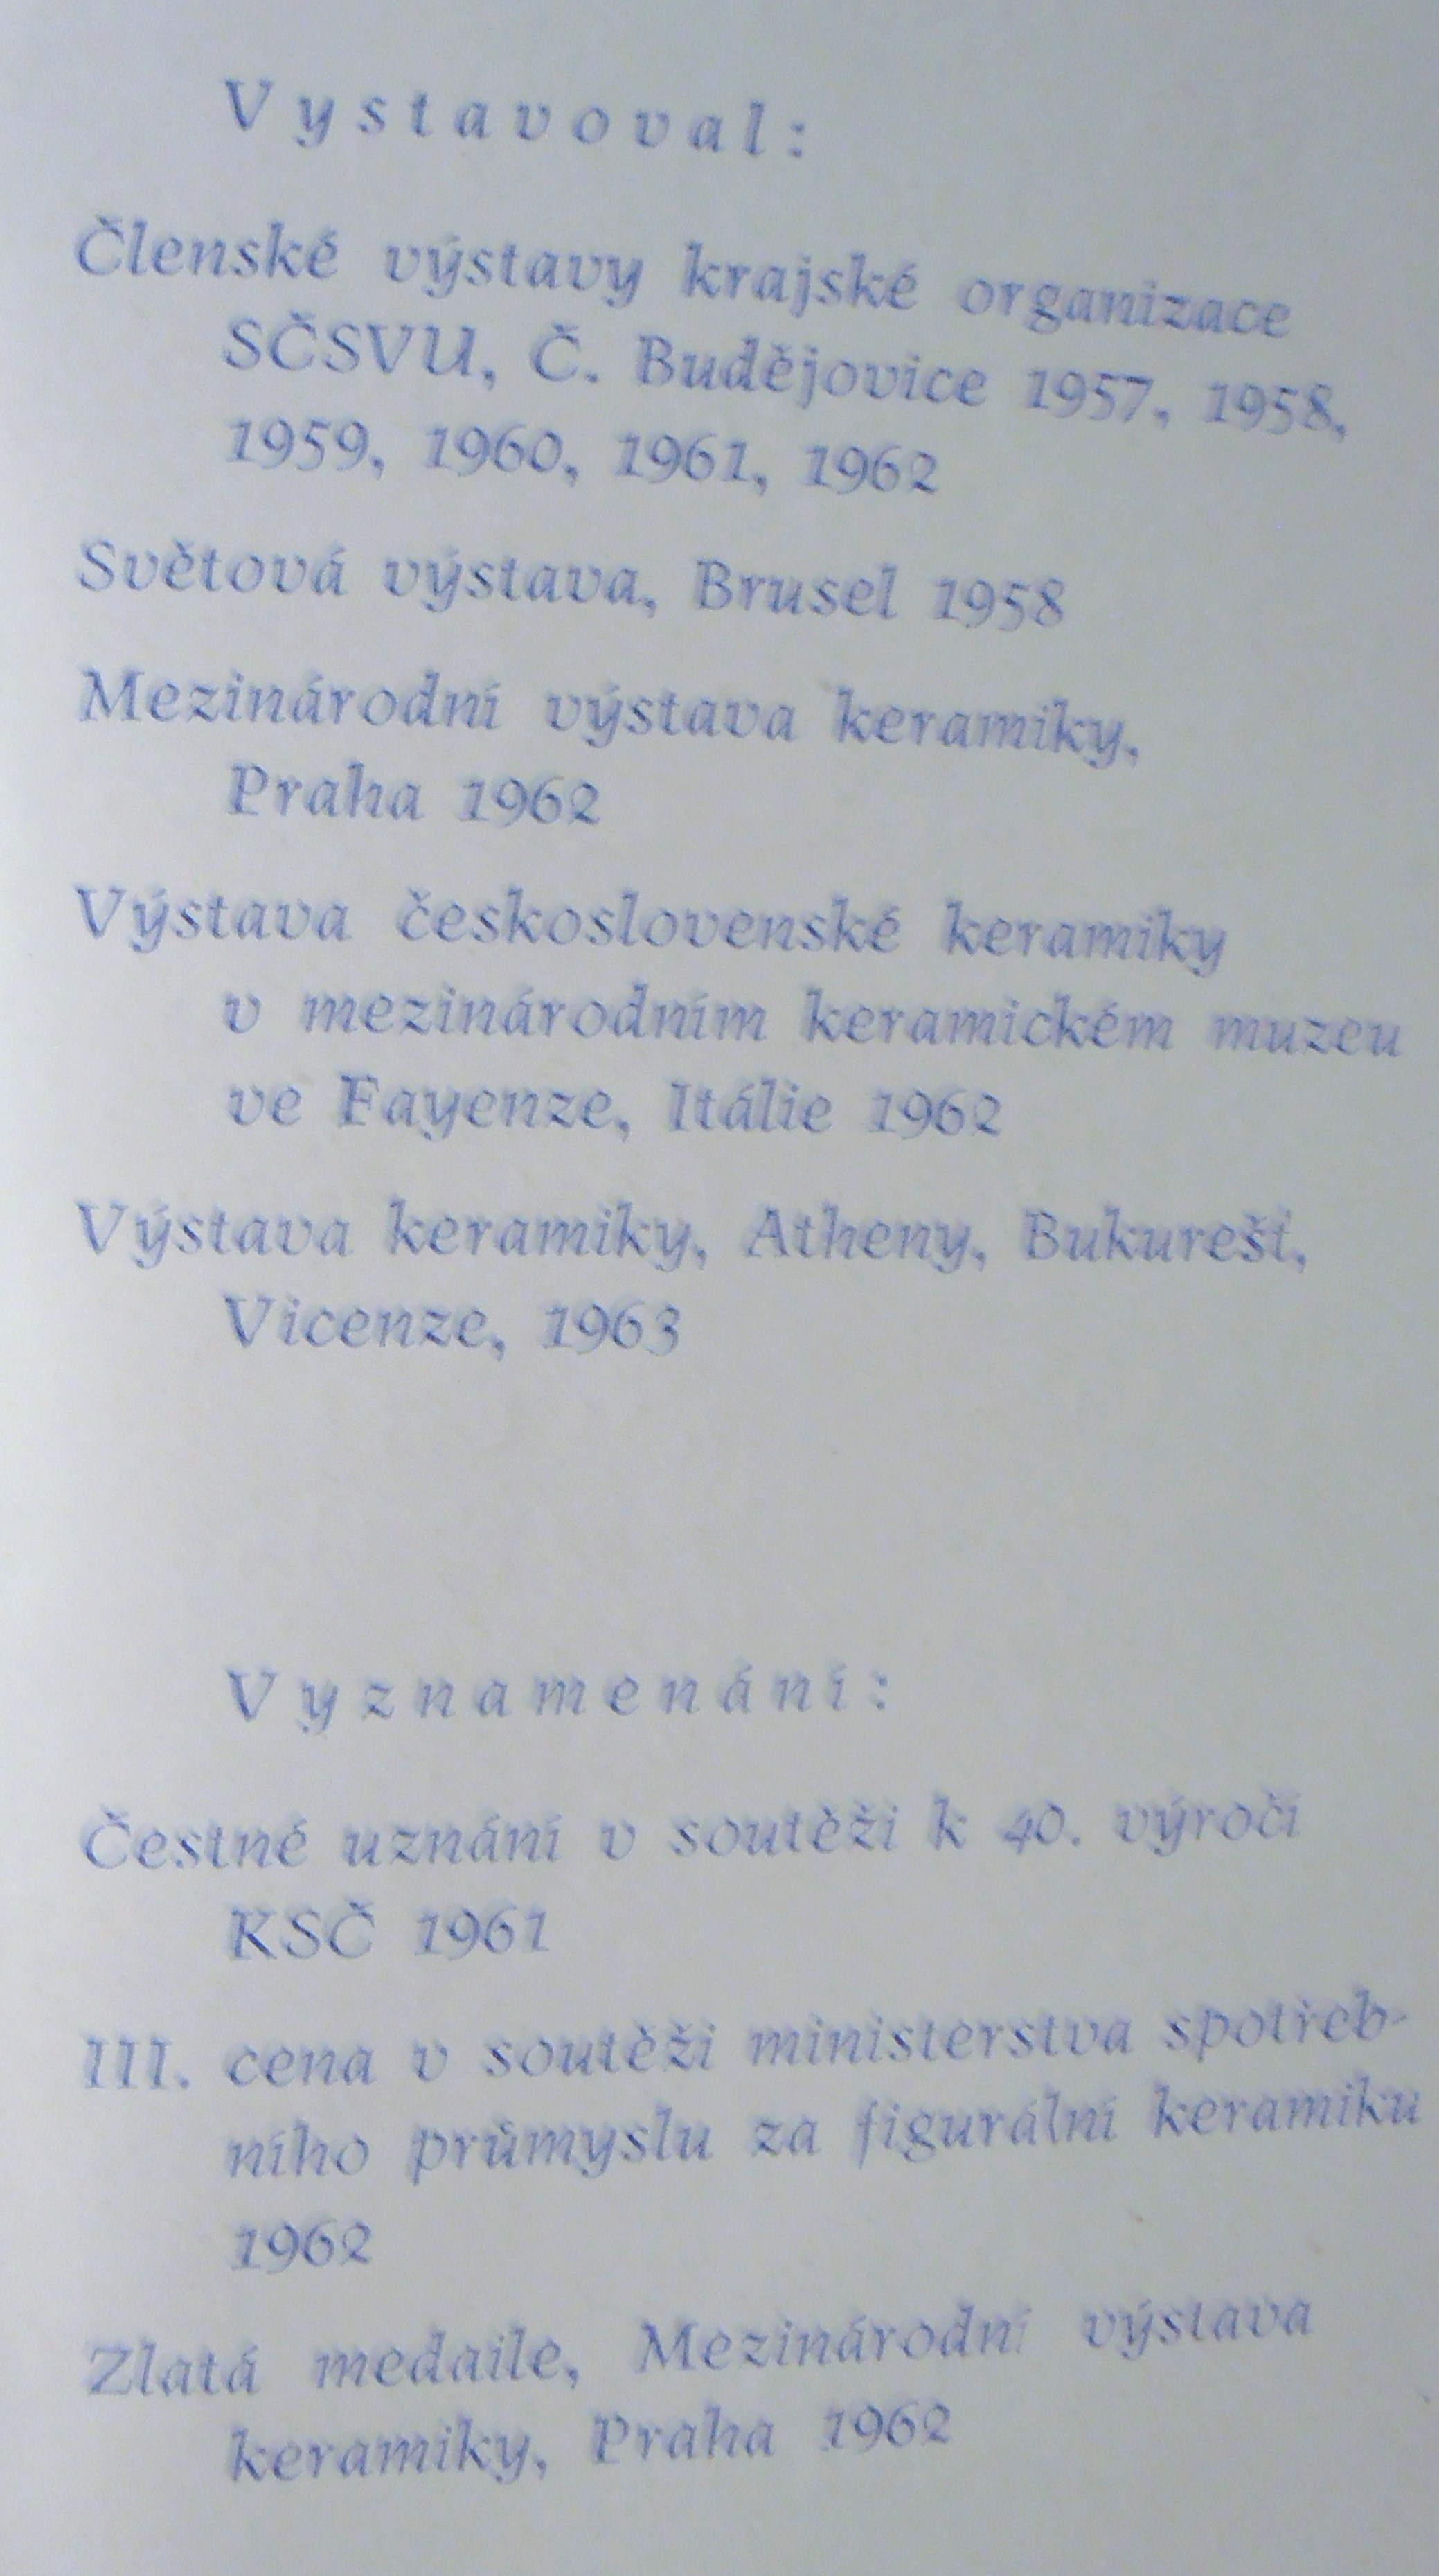 Vystavoval:
Členské výstavy krajské organizace
SČSVU, Č. Budějovice 1957, 1958,
1959, 1960, 1961, 1962
Světová výstava, Brusel 1958
Mezinárodní výstava keramiky,
Praha 1962
Výstava československé keramiky
v mezinárodním keramickém muzeu
ve Fayenze, Itálie 1962
Výstava keramiky, Atheny, Bukurešť,
Vicenze, 1963
Vyznamenání:
Čestné uznání v soutěži k 40. výročí
KSČ 1961
III. cena v soutěži ministerstva spotřeb-
ního průmyslu za figurální keramiku
1962
Zlatá medaile, Mezinárodní výstava
keramiky, Praha 1962